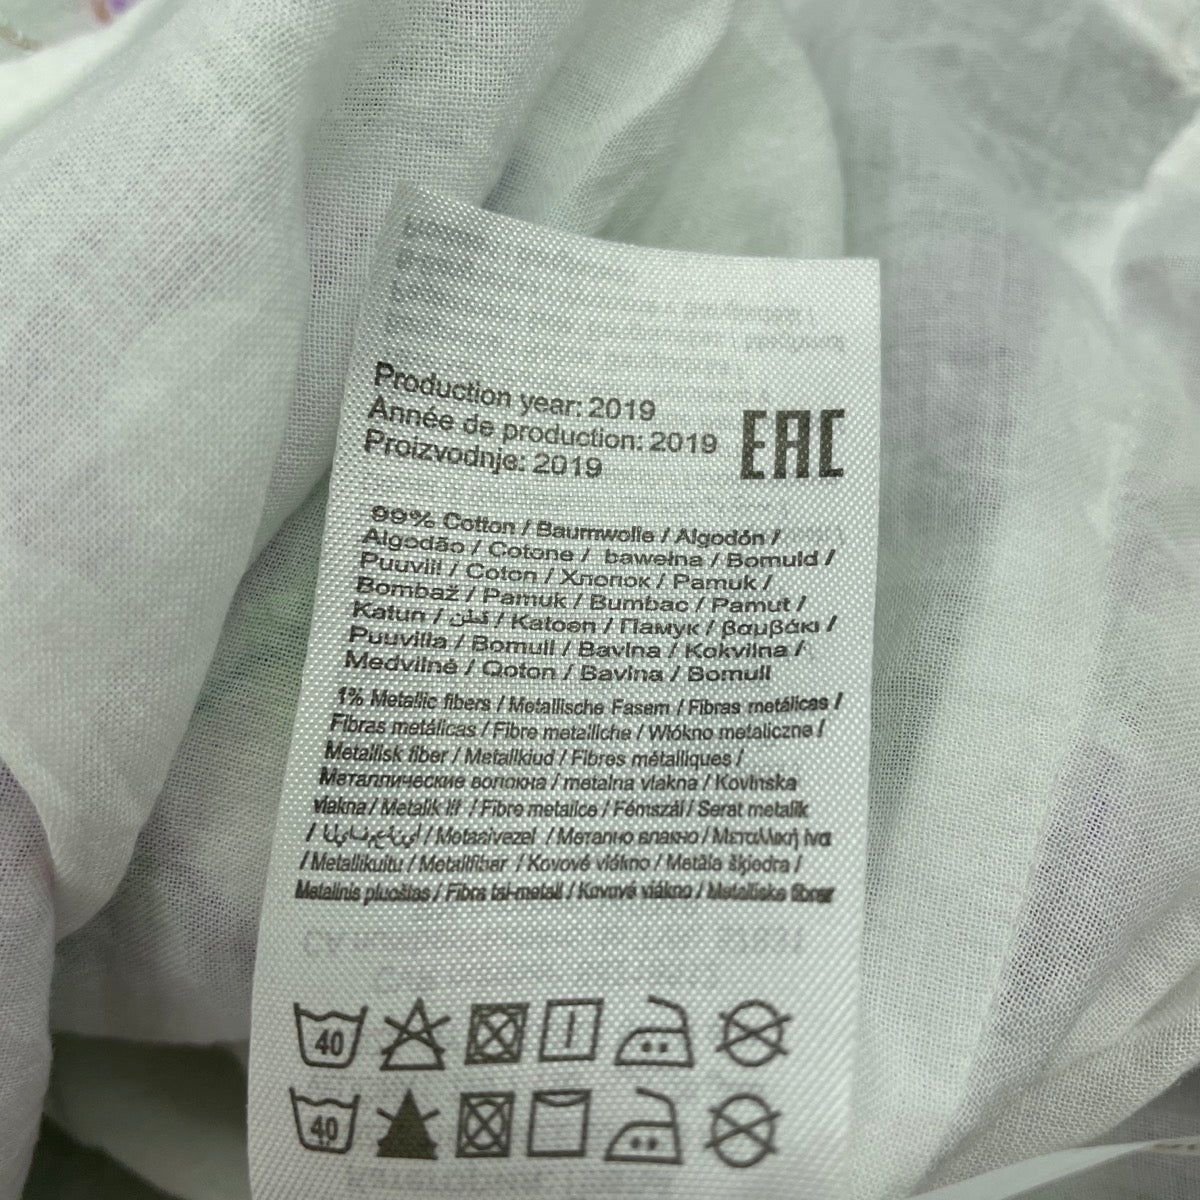 Production year: 2019
Année de production: 2019
Proizvodnje: 2019
EAC
99% Cotton / Baumwolle / Algodón /
Algodão / Cotone / bawełna / Bomuld /
Puuvill / Coton / Хлопок / Pamuk /
Bombaž / Pamuk / Bumbac / Pamut /
Katun / قطن / Katoen / Памук / βαμβάκι /
Puuvilla / Bomull / Bavlna / Kokvilna /
Medvilné / Qoton / Bavlna / Bomull
1% Metallic fibers / Metallische Fasern / Fibras metálicas /
Fibras metálicas / Fibre metalliche / Włókno metaliczne /
Metallisk fiber / Metallkiud / Fibres métalliques /
Металлические волокна / metalna vlakna / Kovinska
vlakna / Metalik lif / Fibre metalice / Fémszál / Serat metalik
/ Metaalvezel / Метално влакно / Μεταλλική ίνα
/ Metallikuitu / Metallfiber / Kovové vlákno / Metāla šķiedra /
Metalinis pluoštas / Fibra tal-metall / Kovové vlákno / Metalliske fibrer
40
40